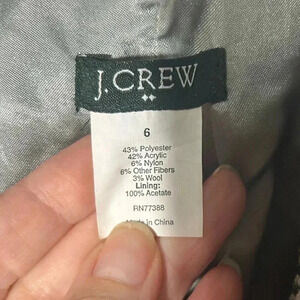 J.CREW
6
43% Polyester
42% Acrylic
6% Nylon
6% Other Fibers
3% Wool
Lining:
100% Acetate
RN77388
Made in China